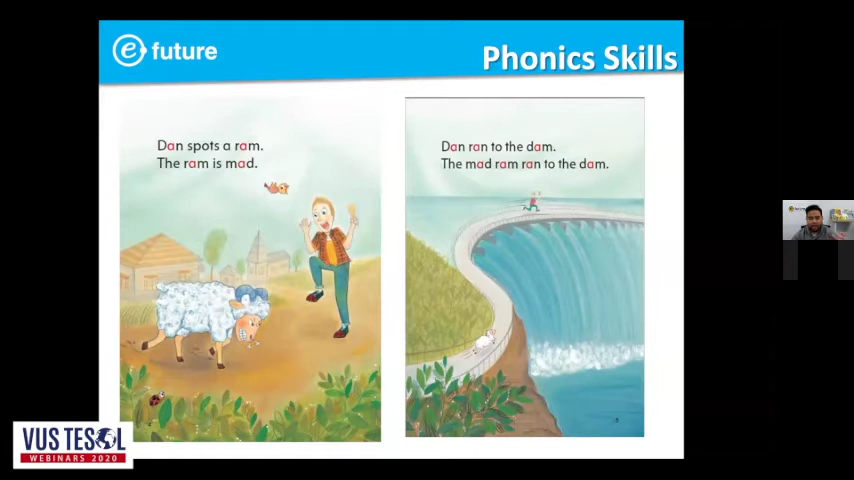 e future
Phonics Skills
Dan spots a ram.
The ram is mad.
Dan ran to the dam.
The mad ram ran to the dam.
5
VUS TESOL
WEBINARS 2020